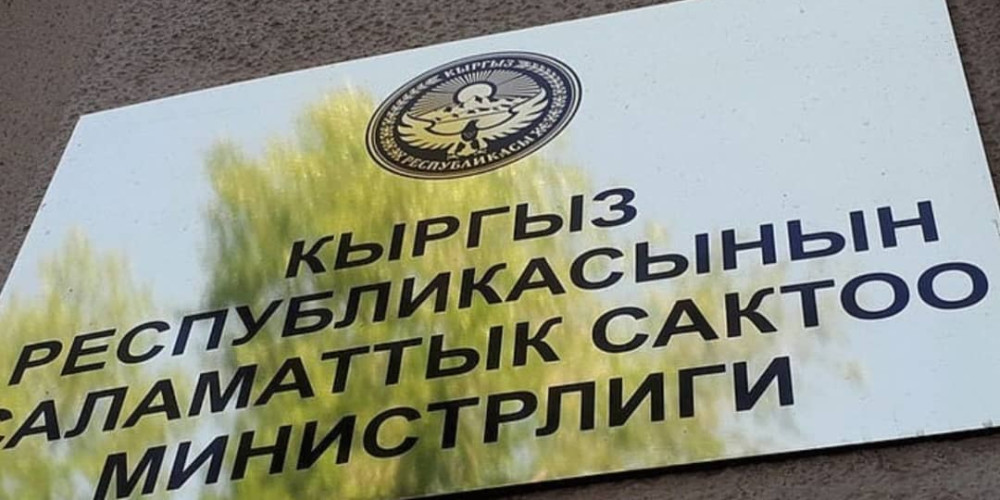 КЫРГЫЗ
РЕСПУБЛИКАСЫ
КЫРГЫЗ
РЕСПУБЛИКАСЫНЫН
САЛАМАТТЫК САКТОО
МИНИСТРЛИГИ